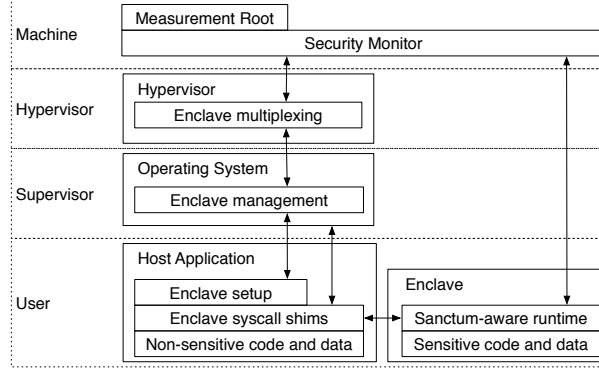 Machine
Measurement Root
Security Monitor
Hypervisor
Hypervisor
Enclave multiplexing
Supervisor
Operating System
Enclave management
User
Host Application
Enclave setup
Enclave syscall shims
Non-sensitive code and data
Enclave
Sanctum-aware runtime
Sensitive code and data